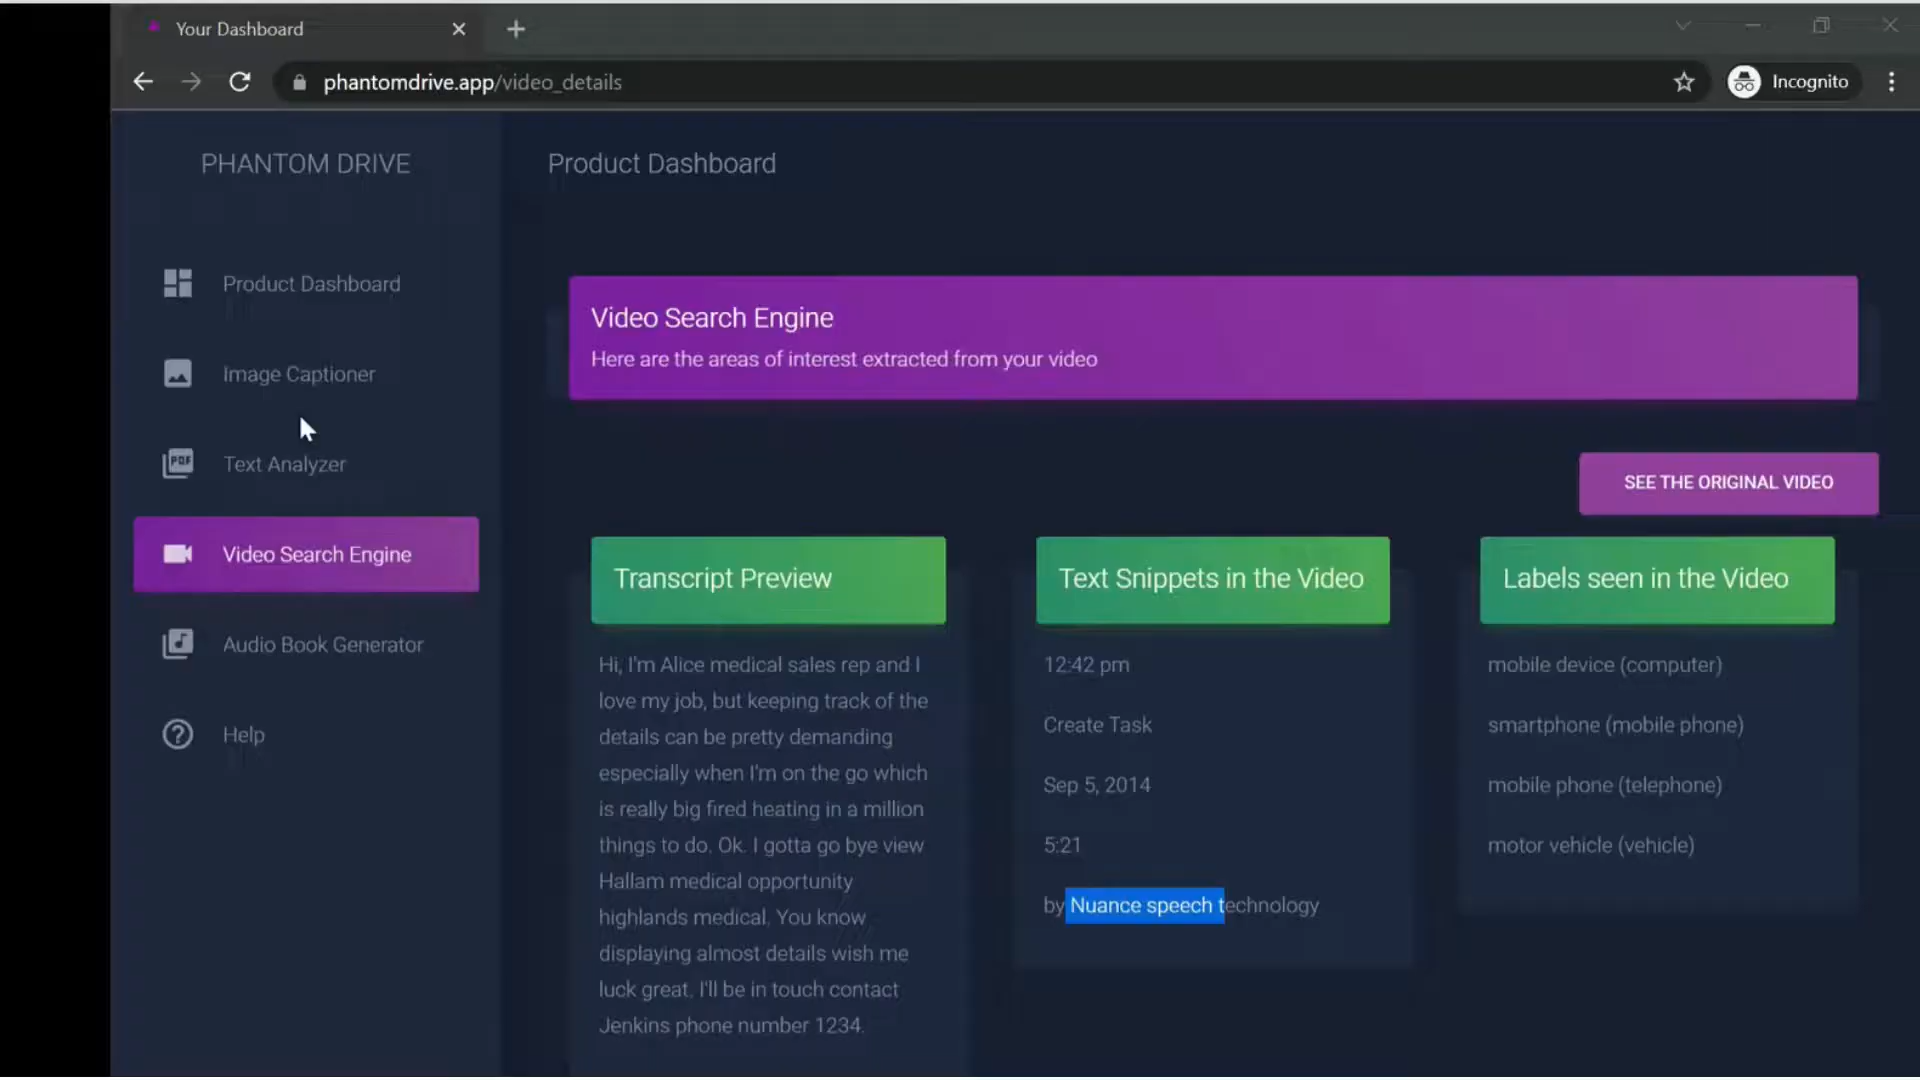 Your Dashboard
phantomdrive.app/video_details
Incognito
PHANTOM DRIVE
Product Dashboard
Image Captioner
PDF
Text Analyzer
Video Search Engine
Audio Book Generator
Help
Product Dashboard
Video Search Engine
Here are the areas of interest extracted from your video
SEE THE ORIGINAL VIDEO
Transcript Preview
Hi, I'm Alice medical sales rep and I
love my job, but keeping track of the
details can be pretty demanding
especially when I'm on the go which
is really big fired heating in a million
things to do. Ok. I gotta go bye view
Hallam medical opportunity
highlands medical. You know
displaying almost details wish me
luck great. I'll be in touch contact
Jenkins phone number 1234.
Text Snippets in the Video
12:42 pm
Create Task
Sep 5, 2014
5:21
by Nuance speech technology
Labels seen in the Video
mobile device (computer)
smartphone (mobile phone)
mobile phone (telephone)
motor vehicle (vehicle)